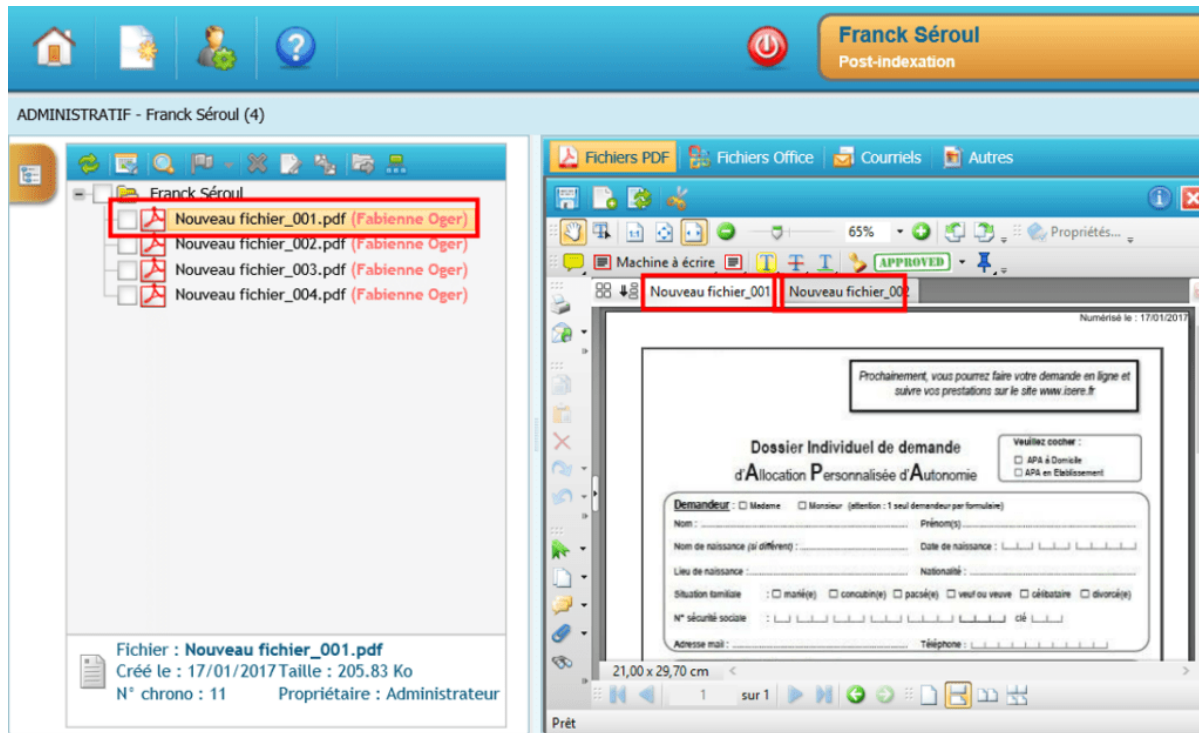 Franck Séroul
Post-indexation
ADMINISTRATIF - Franck Séroul (4)
Franck Séroul
Nouveau fichier_001.pdf (Fabienne Oger)
Nouveau fichier_002.pdf (Fabienne Oger)
Nouveau fichier_003.pdf (Fabienne Oger)
Nouveau fichier_004.pdf (Fabienne Oger)
Fichier : Nouveau fichier_001.pdf
Créé le : 17/01/2017 Taille : 205.83 Ko
N° chrono : 11 Propriétaire : Administrateur
Fichiers PDF Fichiers Office Courriels Autres
65% Propriétés...
Machine à écrire APPROVED
Nouveau fichier_001 Nouveau fichier_002
Numérisé le : 17/01/2017
Prochainement, vous pourrez faire votre demande en ligne et
suivre vos prestations sur le site www.isere.fr
Dossier Individuel de demande
d'Allocation Personnalisée d'Autonomie
Veuillez cocher :
APA à Domicile
APA en Etablissement
Demandeur : Madame Monsieur (attention : 1 seul demandeur par formulaire)
Nom : Prénom(s)
Nom de naissance (si différent) : Date de naissance :
Lieu de naissance : Nationalité :
Situation familiale : marié(e) concubin(e) pacsé(e) veuf ou veuve célibataire divorcé(e)
N° sécurité sociale : clé
Adresse mail : Téléphone :
21,00 x 29,70 cm
1 sur 1
Prêt